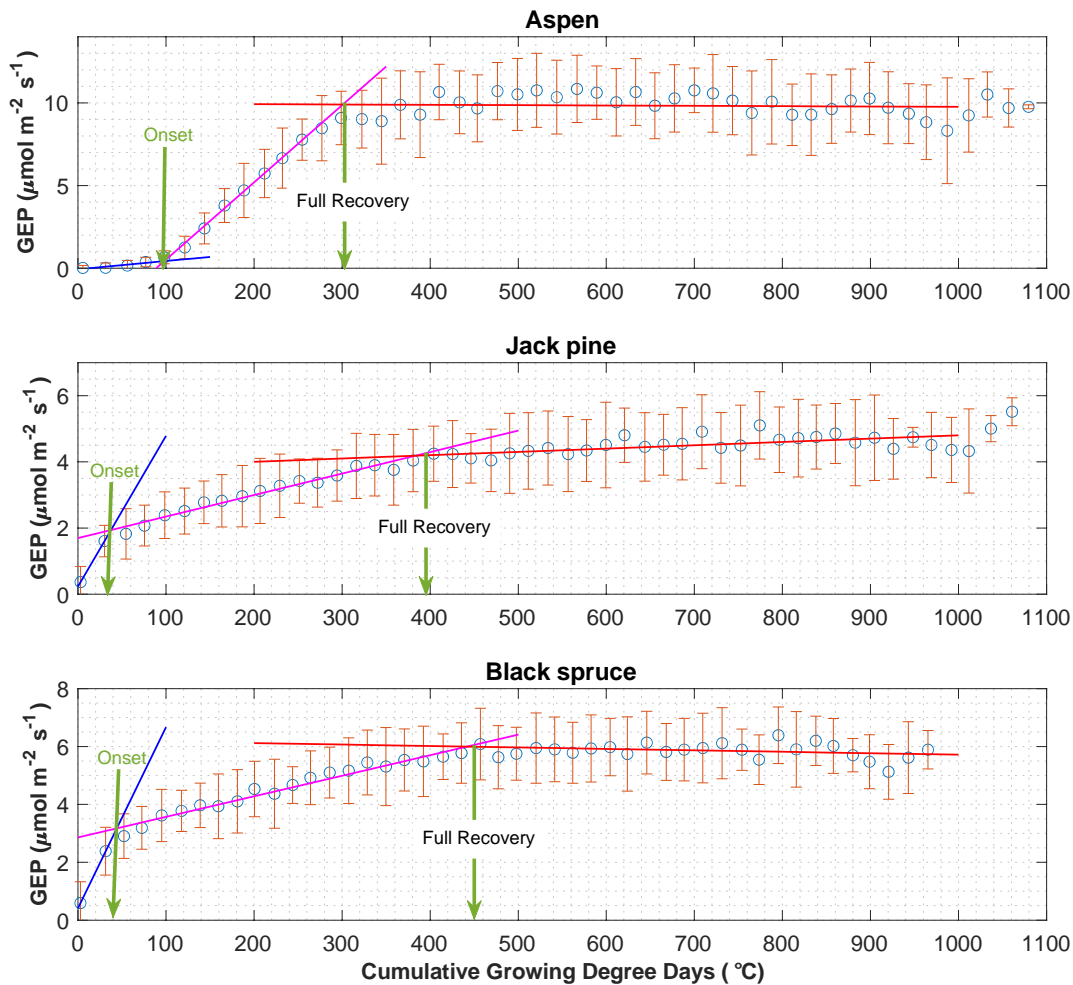 Aspen
GEP (μmol m⁻² s⁻¹)
10
5
0
Onset
Full Recovery
0 100 200 300 400 500 600 700 800 900 1000 1100
Jack pine
GEP (μmol m⁻² s⁻¹)
6
4
2
0
Onset
Full Recovery
0 100 200 300 400 500 600 700 800 900 1000 1100
Black spruce
GEP (μmol m⁻² s⁻¹)
8
6
4
2
0
Onset
Full Recovery
0 100 200 300 400 500 600 700 800 900 1000 1100
Cumulative Growing Degree Days ( °C)